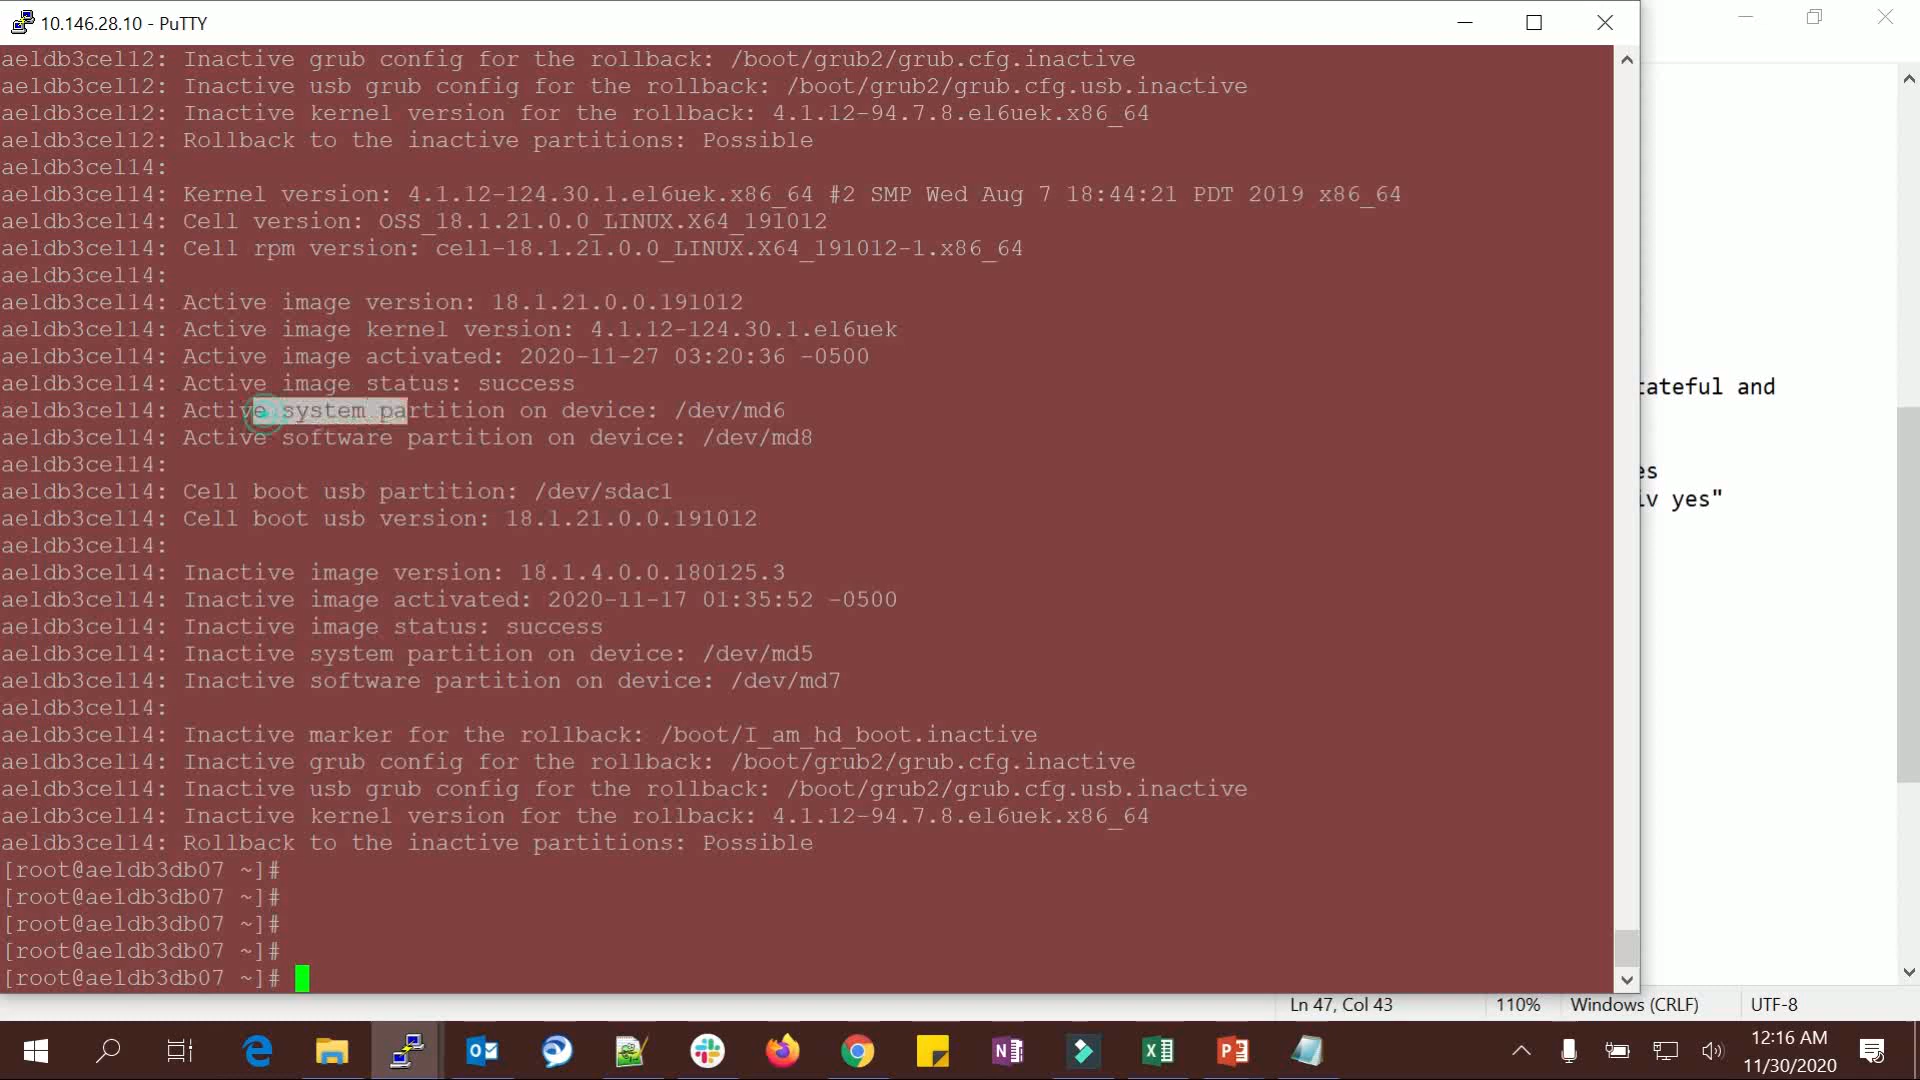 10.146.28.10 - PuTTY
aeldb3cel12: Inactive grub config for the rollback: /boot/grub2/grub.cfg.inactive
aeldb3cel12: Inactive usb grub config for the rollback: /boot/grub2/grub.cfg.usb.inactive
aeldb3cel12: Inactive kernel version for the rollback: 4.1.12-94.7.8.el6uek.x86_64
aeldb3cel12: Rollback to the inactive partitions: Possible
aeldb3cel14:
aeldb3cel14: Kernel version: 4.1.12-124.30.1.el6uek.x86_64 #2 SMP Wed Aug 7 18:44:21 PDT 2019 x86_64
aeldb3cel14: Cell version: OSS_18.1.21.0.0_LINUX.X64_191012
aeldb3cel14: Cell rpm version: cell-18.1.21.0.0_LINUX.X64_191012-1.x86_64
aeldb3cel14:
aeldb3cel14: Active image version: 18.1.21.0.0.191012
aeldb3cel14: Active image kernel version: 4.1.12-124.30.1.el6uek
aeldb3cel14: Active image activated: 2020-11-27 03:20:36 -0500
aeldb3cel14: Active image status: success
aeldb3cel14: Active system partition on device: /dev/md6
aeldb3cel14: Active software partition on device: /dev/md8
aeldb3cel14:
aeldb3cel14: Cell boot usb partition: /dev/sdac1
aeldb3cel14: Cell boot usb version: 18.1.21.0.0.191012
aeldb3cel14:
aeldb3cel14: Inactive image version: 18.1.4.0.0.180125.3
aeldb3cel14: Inactive image activated: 2020-11-17 01:35:52 -0500
aeldb3cel14: Inactive image status: success
aeldb3cel14: Inactive system partition on device: /dev/md5
aeldb3cel14: Inactive software partition on device: /dev/md7
aeldb3cel14:
aeldb3cel14: Inactive marker for the rollback: /boot/I_am_hd_boot.inactive
aeldb3cel14: Inactive grub config for the rollback: /boot/grub2/grub.cfg.inactive
aeldb3cel14: Inactive usb grub config for the rollback: /boot/grub2/grub.cfg.usb.inactive
aeldb3cel14: Inactive kernel version for the rollback: 4.1.12-94.7.8.el6uek.x86_64
aeldb3cel14: Rollback to the inactive partitions: Possible
[root@aeldb3db07 ~]#
[root@aeldb3db07 ~]#
[root@aeldb3db07 ~]#
[root@aeldb3db07 ~]#
[root@aeldb3db07 ~]#
tateful and
es
iv yes"
Ln 47, Col 43 110% Windows (CRLF) UTF-8
12:16 AM
11/30/2020